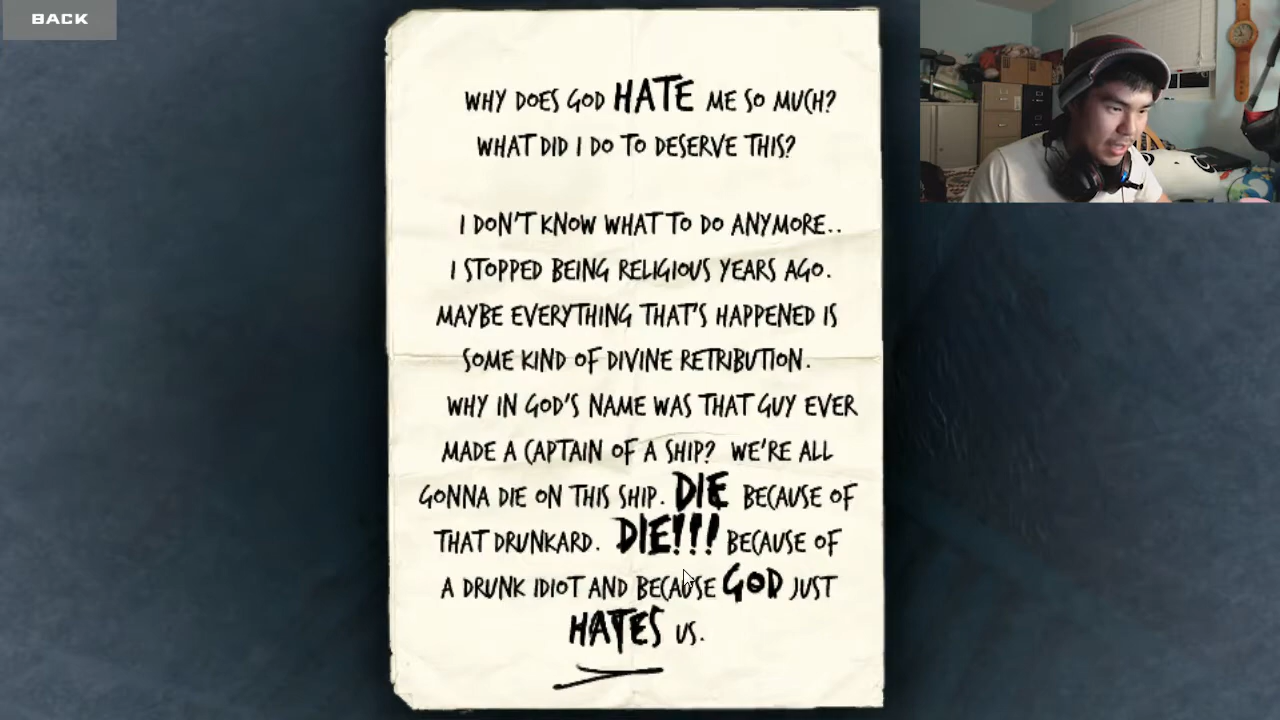 BACK
WHY DOES GOD HATE ME SO MUCH?
WHAT DID I DO TO DESERVE THIS?
I DON'T KNOW WHAT TO DO ANYMORE..
I STOPPED BEING RELIGIOUS YEARS AGO.
MAYBE EVERYTHING THAT'S HAPPENED IS
SOME KIND OF DIVINE RETRIBUTION.
WHY IN GOD'S NAME WAS THAT GUY EVER
MADE A CAPTAIN OF A SHIP? WE'RE ALL
GONNA DIE ON THIS SHIP. DIE BECAUSE OF
THAT DRUNKARD. DIE!!! BECAUSE OF
A DRUNK IDIOT AND BECAUSE GOD JUST
HATES US.